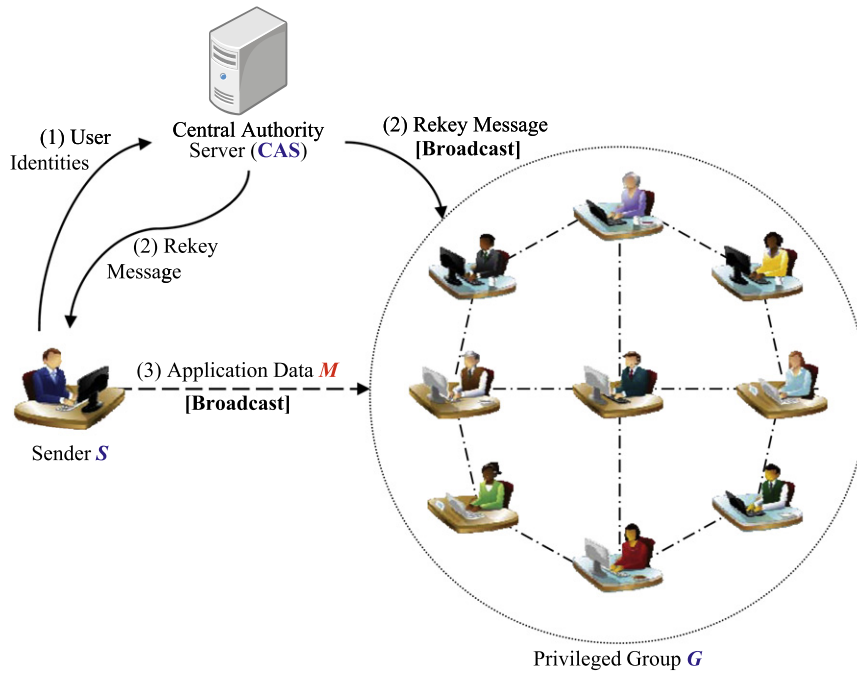 (1) User
Identities
Central Authority
Server (CAS)
(2) Rekey Message
[Broadcast]
(2) Rekey
Message
(3) Application Data M
[Broadcast]
Sender S
Privileged Group G